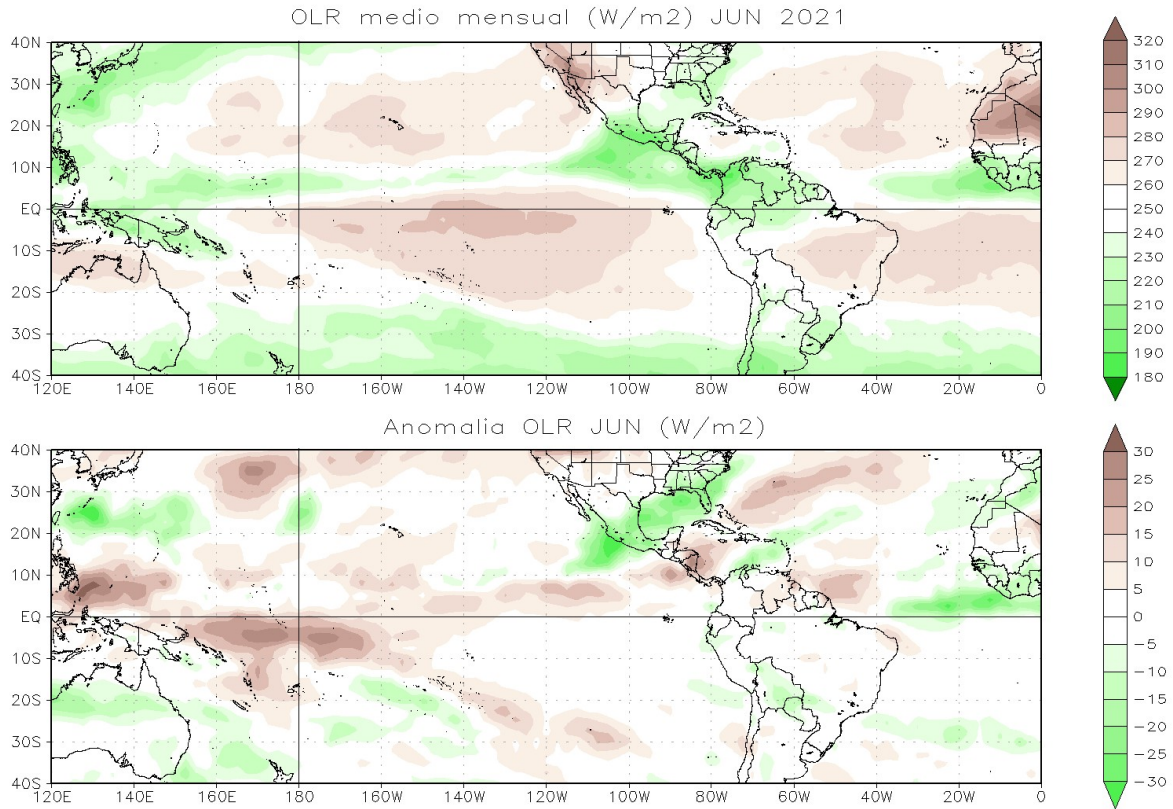 OLR medio mensual (W/m2) JUN 2021
40N
30N
20N
10N
EQ
10S
20S
30S
40S
120E 140E 160E 180 160W 140W 120W 100W 80W 60W 40W 20W 0
320
310
300
290
280
270
260
240
230
220
210
200
190
180
Anomalia OLR JUN (W/m2)
40N
30N
20N
10N
EQ
10S
20S
30S
40S
120E 140E 160E 180 160W 140W 120W 100W 80W 60W 40W 20W 0
30
25
20
15
10
5
0
-5
-10
-15
-20
-25
-30